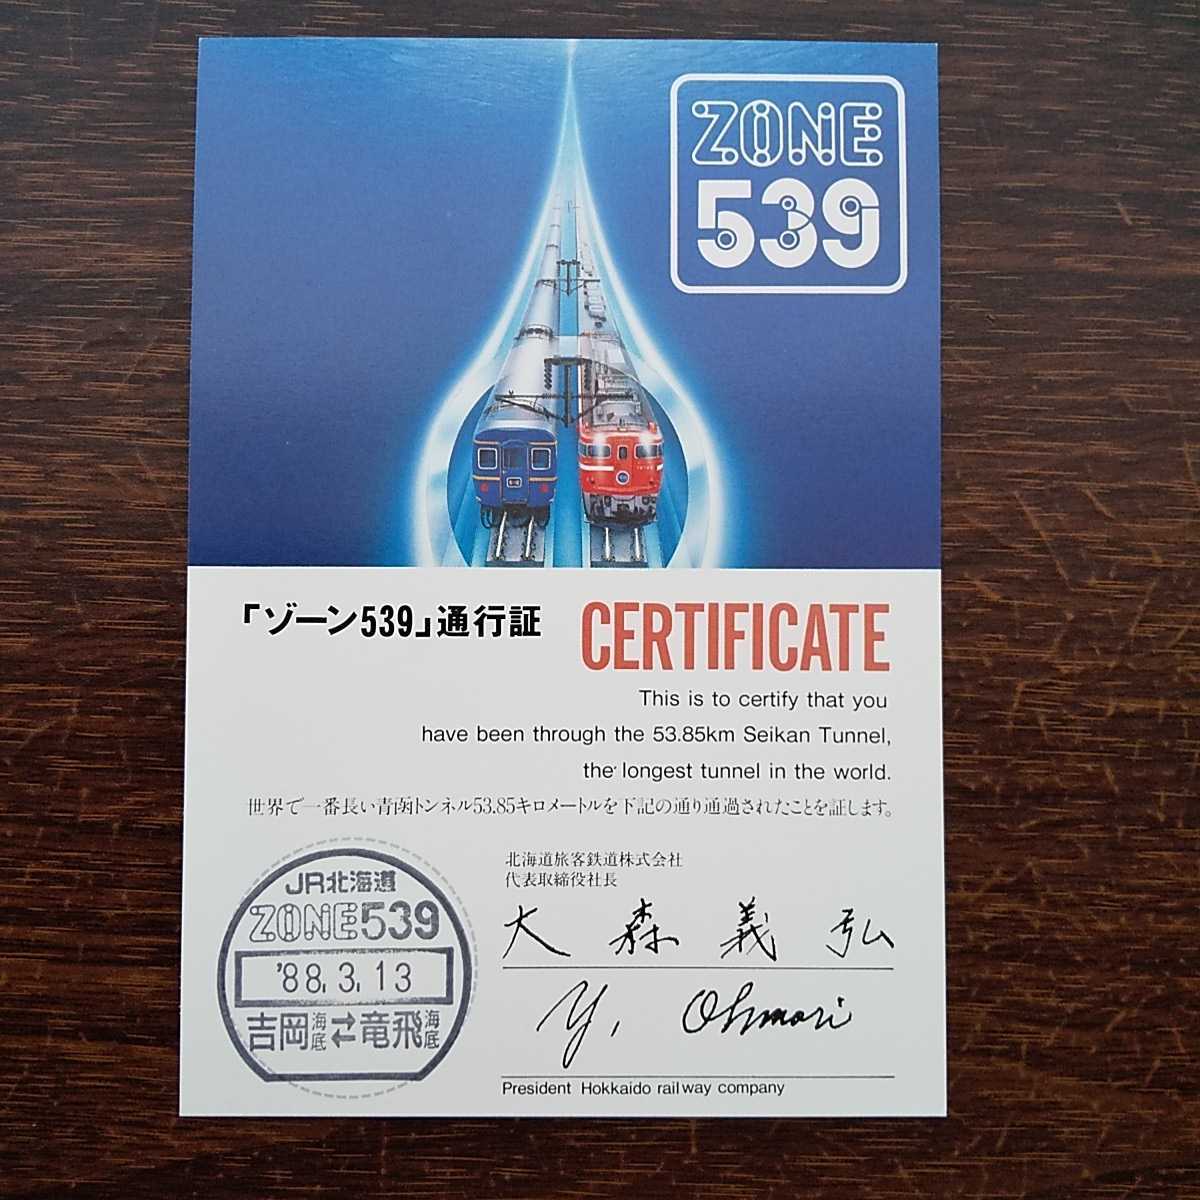 ZONE
539
「ゾーン539」通行証
CERTIFICATE
This is to certify that you
have been through the 53.85km Seikan Tunnel,
the longest tunnel in the world.
世界で一番長い青函トンネル53.85キロメートルを下記の通り通過されたことを証します。
北海道旅客鉄道株式会社
代表取締役社長
大森義弘
Y. Ohmori
President Hokkaido railway company
JR北海道
ZONE539
'88.3.13
吉岡海底⇄竜飛海底